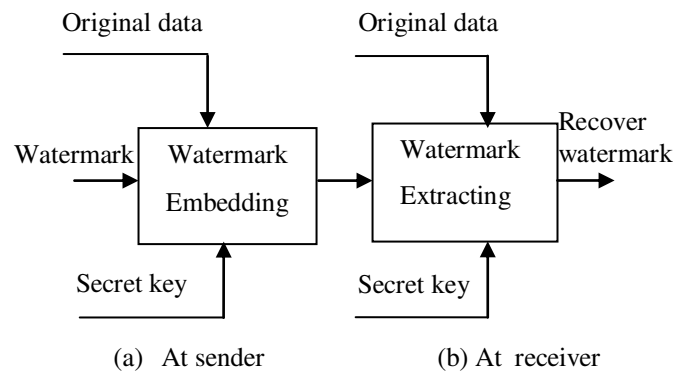 Original data
Original data
Watermark
Watermark
Embedding
Watermark
Extracting
Recover
watermark
Secret key
Secret key
(a) At sender
(b) At receiver